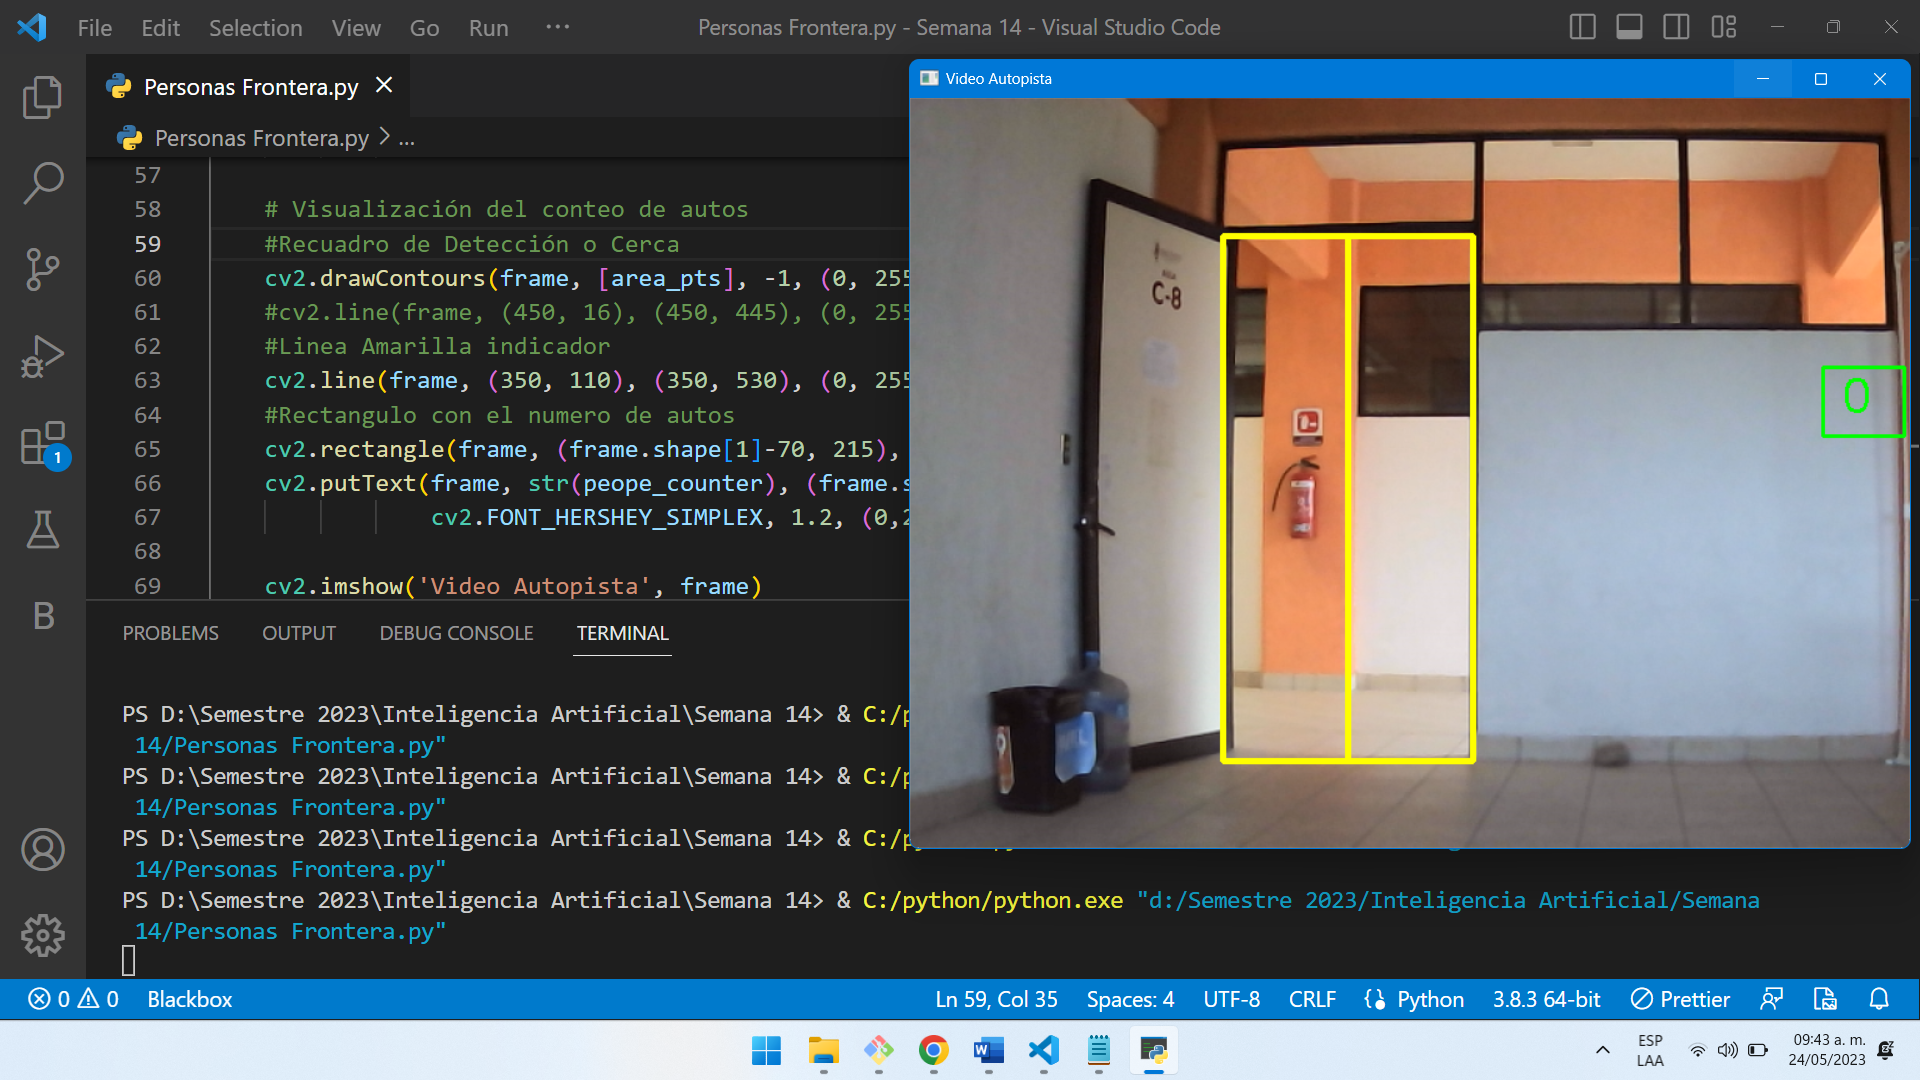 File Edit Selection View Go Run ···
Personas Frontera.py - Semana 14 - Visual Studio Code
Personas Frontera.py
Personas Frontera.py > ...
57
58 # Visualización del conteo de autos
59 #Recuadro de Detección o Cerca
60 cv2.drawContours(frame, [area_pts], -1, (0, 255
61 #cv2.line(frame, (450, 16), (450, 445), (0, 255
62 #Linea Amarilla indicador
63 cv2.line(frame, (350, 110), (350, 530), (0, 255
64 #Rectangulo con el numero de autos
65 cv2.rectangle(frame, (frame.shape[1]-70, 215),
66 cv2.putText(frame, str(peope_counter), (frame.s
67 cv2.FONT_HERSHEY_SIMPLEX, 1.2, (0,2
68
69 cv2.imshow('Video Autopista', frame)
Video Autopista
C-8
0
PROBLEMS OUTPUT DEBUG CONSOLE TERMINAL
PS D:\Semestre 2023\Inteligencia Artificial\Semana 14> & C:/p
14/Personas Frontera.py"
PS D:\Semestre 2023\Inteligencia Artificial\Semana 14> & C:/p
14/Personas Frontera.py"
PS D:\Semestre 2023\Inteligencia Artificial\Semana 14> & C:/py
14/Personas Frontera.py"
PS D:\Semestre 2023\Inteligencia Artificial\Semana 14> & C:/python/python.exe "d:/Semestre 2023/Inteligencia Artificial/Semana
14/Personas Frontera.py"
1
B
0 0 Blackbox Ln 59, Col 35 Spaces: 4 UTF-8 CRLF Python 3.8.3 64-bit Prettier
ESP
LAA
09:43 a. m.
24/05/2023